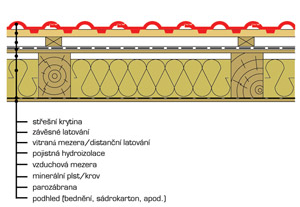 střešní krytina
závěsné latování
vitraná mezera/distanční latování
pojistná hydroizolace
vzduchová mezera
minerální plst/krov
parozábrana
podhled (bednění, sádrokarton, apod.)